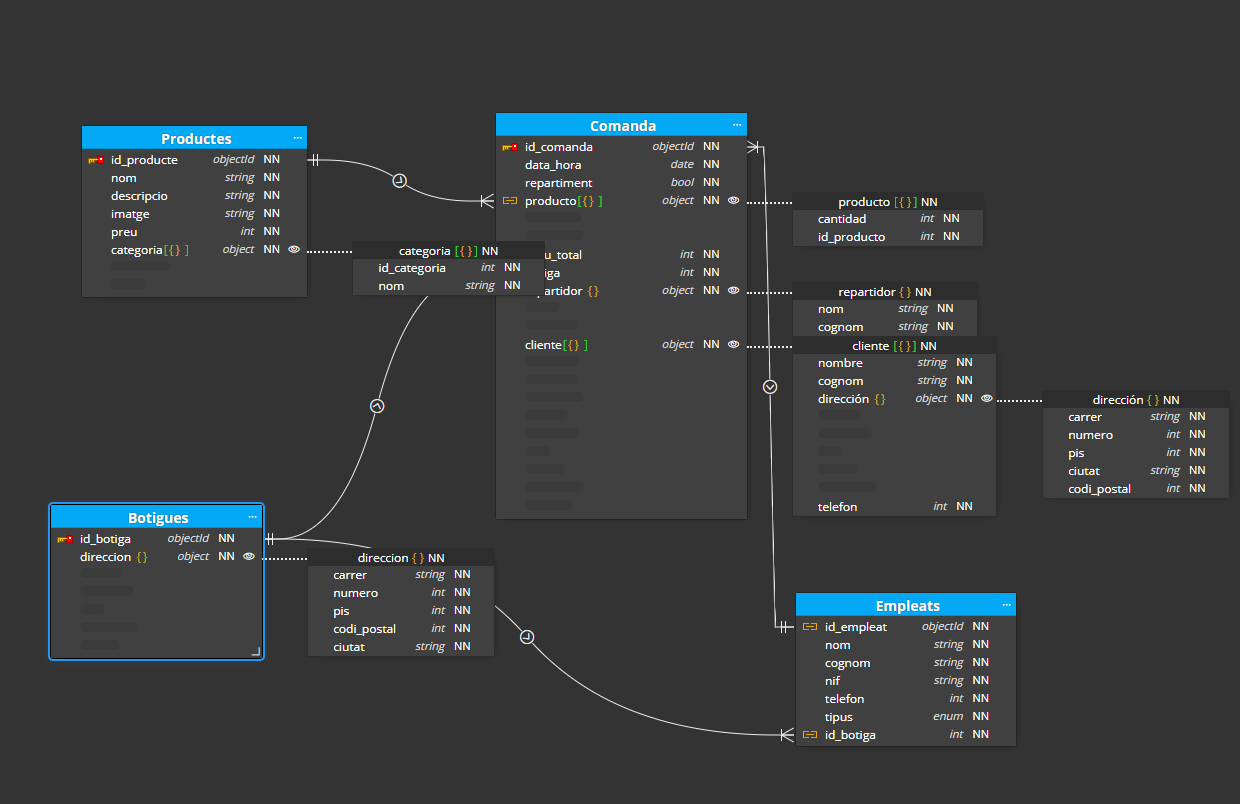 Productes ...
id_producte objectId NN
nom string NN
descripcio string NN
imatge string NN
preu int NN
categoria[{} ] object NN
categoria [{}] NN
id_categoria int NN
nom string NN
Comanda ...
id_comanda objectId NN
data_hora date NN
repartiment bool NN
producto[{} ] object NN
u_total int NN
iga int NN
partidor {} object NN
cliente[{} ] object NN
producto [{}] NN
cantidad int NN
id_producto int NN
repartidor {} NN
nom string NN
cognom string NN
cliente [{}] NN
nombre string NN
cognom string NN
dirección {} object NN
telefon int NN
dirección {} NN
carrer string NN
numero int NN
pis int NN
ciutat string NN
codi_postal int NN
Botigues ...
id_botiga objectId NN
direccion {} object NN
direccion {} NN
carrer string NN
numero int NN
pis int NN
codi_postal int NN
ciutat string NN
Empleats ...
id_empleat objectId NN
nom string NN
cognom string NN
nif string NN
telefon int NN
tipus enum NN
id_botiga int NN